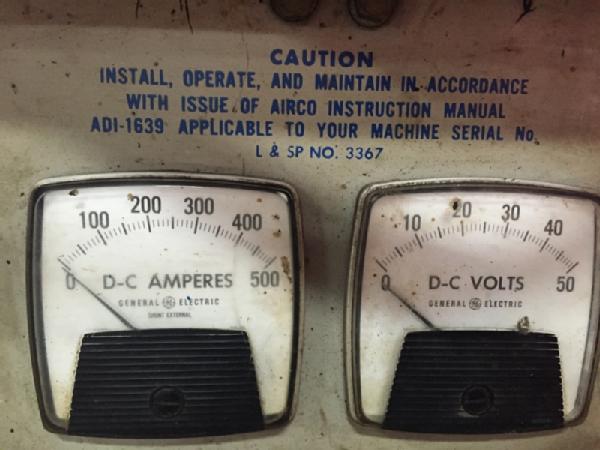 CAUTION
INSTALL, OPERATE, AND MAINTAIN IN ACCORDANCE
WITH ISSUE OF AIRCO INSTRUCTION MANUAL
ADI-1639 APPLICABLE TO YOUR MACHINE SERIAL No.
L & SP NO. 3367
0 100 200 300 400 500
D-C AMPERES
GENERAL GE ELECTRIC
SHUNT EXTERNAL
0 10 20 30 40 50
D-C VOLTS
GENERAL GE ELECTRIC